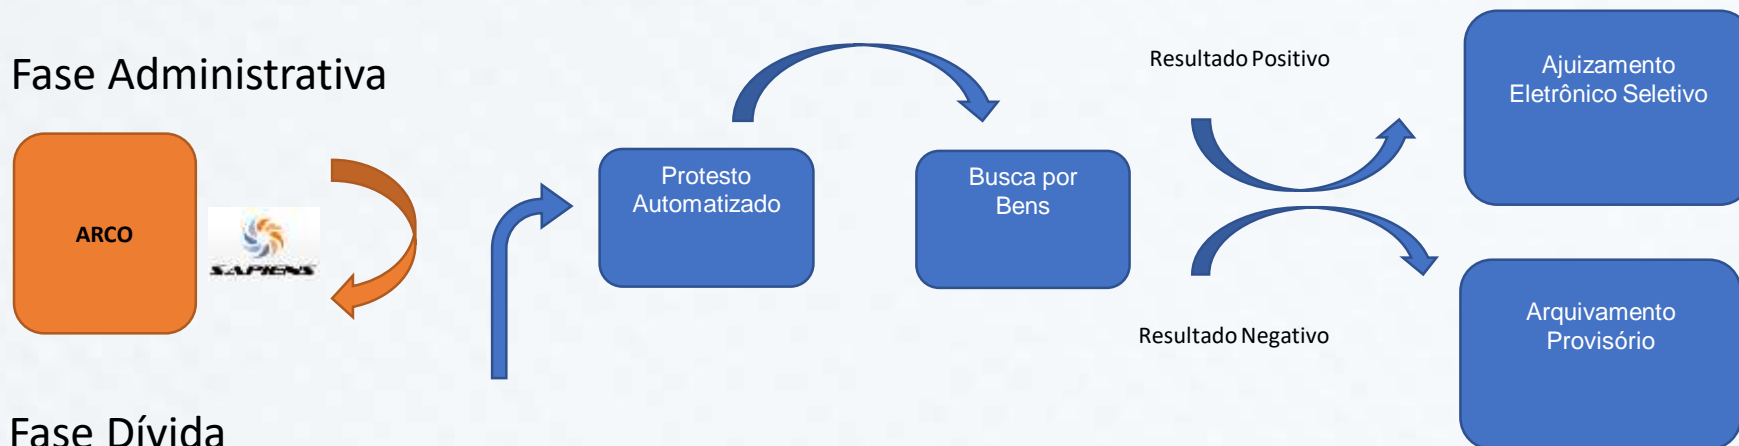 Fase Administrativa
ARCO
SAPIENS
Protesto
Automatizado
Busca por
Bens
Resultado Positivo
Resultado Negativo
Ajuizamento
Eletrônico Seletivo
Arquivamento
Provisório
Fase Dívida